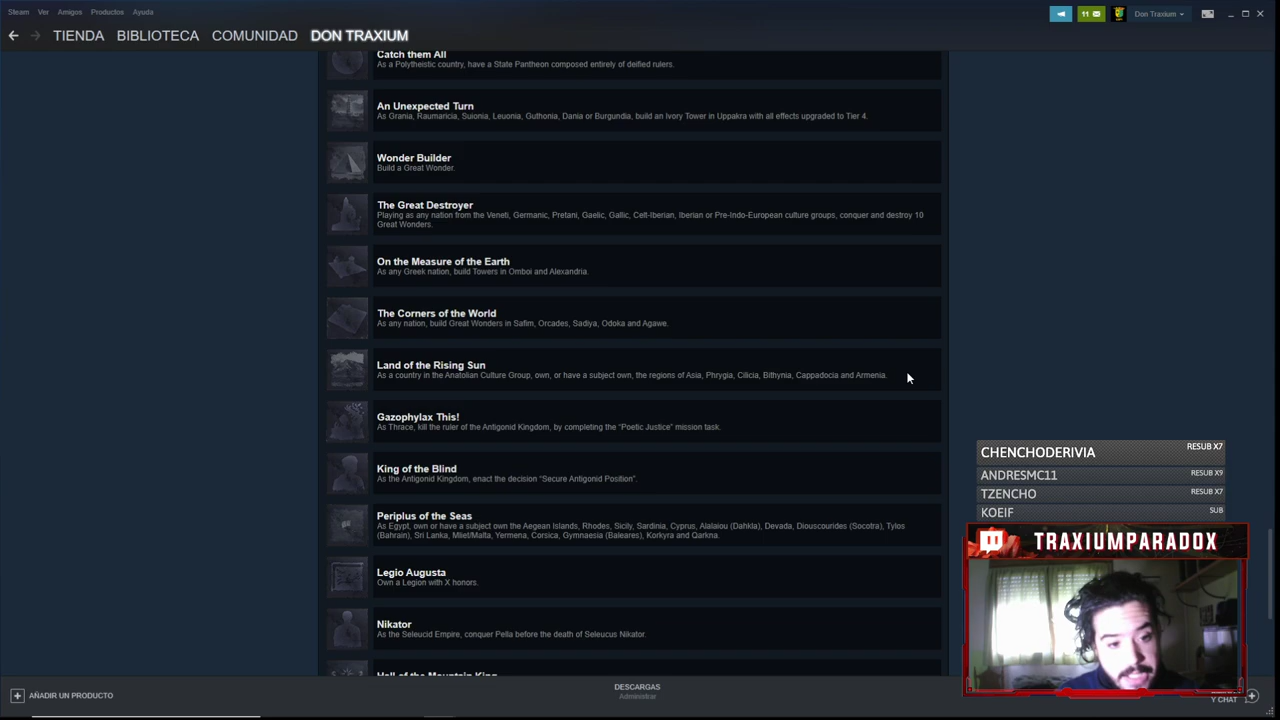 Steam Ver Amigos Productos Ayuda
11 Don Traxium
TIENDA BIBLIOTECA COMUNIDAD DON TRAXIUM
Catch them All
As a Polytheistic country, have a State Pantheon composed entirely of deified rulers.
An Unexpected Turn
As Grania, Raumaricia, Suionia, Leuonia, Guthonia, Dania or Burgundia, build an Ivory Tower in Uppakra with all effects upgraded to Tier 4.
Wonder Builder
Build a Great Wonder.
The Great Destroyer
Playing as any nation from the Veneti, Germanic, Pretani, Gaelic, Gallic, Celt-Iberian, Iberian or Pre-Indo-European culture groups, conquer and destroy 10
Great Wonders.
On the Measure of the Earth
As any Greek nation, build Towers in Omboi and Alexandria.
The Corners of the World
As any nation, build Great Wonders in Safim, Orcades, Sadiya, Odoka and Agawe.
Land of the Rising Sun
As a country in the Anatolian Culture Group, own, or have a subject own, the regions of Asia, Phrygia, Cilicia, Bithynia, Cappadocia and Armenia.
Gazophylax This!
As Thrace, kill the ruler of the Antigonid Kingdom, by completing the “Poetic Justice” mission task.
King of the Blind
As the Antigonid Kingdom, enact the decision “Secure Antigonid Position”.
Periplus of the Seas
As Egypt, own or have a subject own the Aegean Islands, Rhodes, Sicily, Sardinia, Cyprus, Alalaiou (Dahkla), Devada, Diouscourides (Socotra), Tylos
(Bahrain), Sri Lanka, Mliel/Malta, Yermena, Corsica, Gymnaesia (Baleares), Korkyra and Qarkna.
Legio Augusta
Own a Legion with X honors.
Nikator
As the Seleucid Empire, conquer Pella before the death of Seleucus Nikator.
Hall of the Mountain King
CHENCHODERIVIA RESUB X7
ANDRESMC11 RESUB X9
TZENCHO RESUB X7
KOEIF SUB
TRAXIUMPARADOX
AÑADIR UN PRODUCTO
DESCARGAS
Administrar
Y CHAT